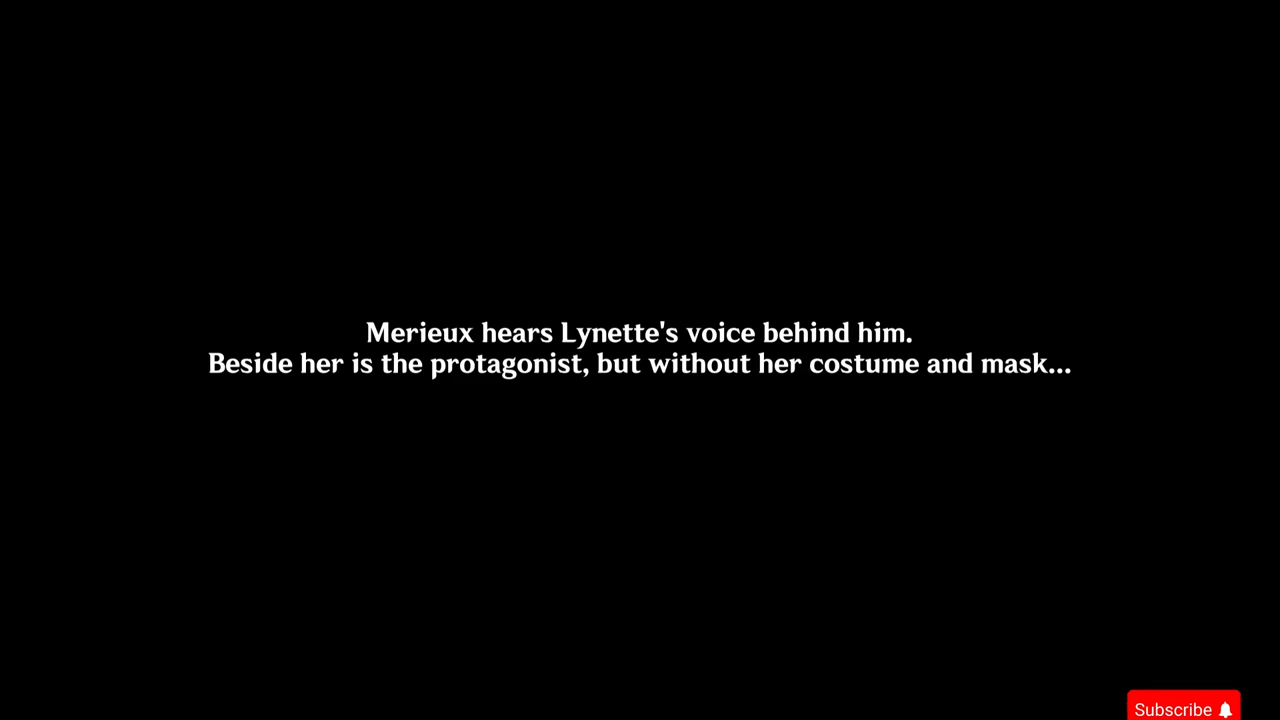 Merieux hears Lynette's voice behind him.
Beside her is the protagonist, but without her costume and mask...
Subscribe